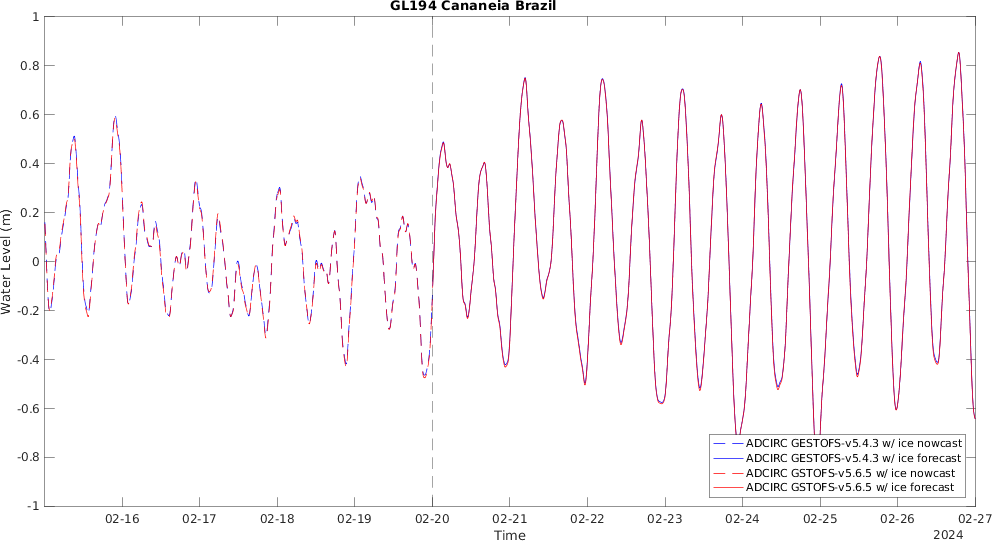 GL194 Cananeia Brazil
1
0.8
0.6
0.4
0.2
0
-0.2
-0.4
-0.6
-0.8
-1
Water Level (m)
ADCIRC GESTOFS-v5.4.3 w/ ice nowcast
ADCIRC GESTOFS-v5.4.3 w/ ice forecast
ADCIRC GSTOFS-v5.6.5 w/ ice nowcast
ADCIRC GSTOFS-v5.6.5 w/ ice forecast
02-16 02-17 02-18 02-19 02-20 02-21 02-22 02-23 02-24 02-25 02-26 02-27
Time
2024